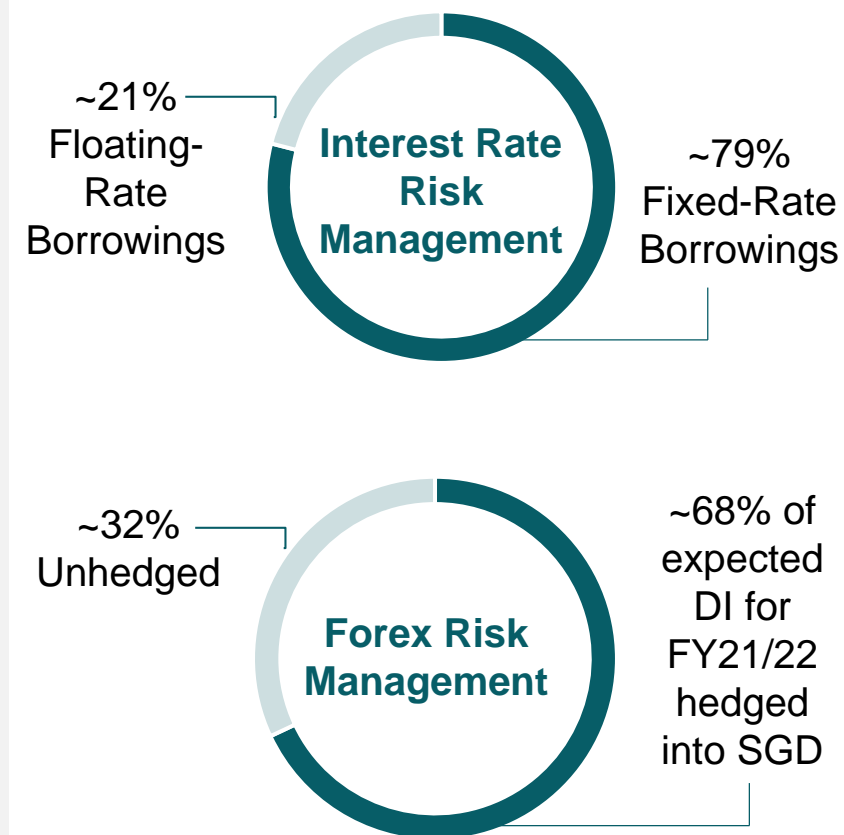 ~21%
Floating-
Rate
Borrowings
Interest Rate
Risk
Management
~79%
Fixed-Rate
Borrowings
~32%
Unhedged
Forex Risk
Management
~68% of
expected
DI for
FY21/22
hedged
into SGD